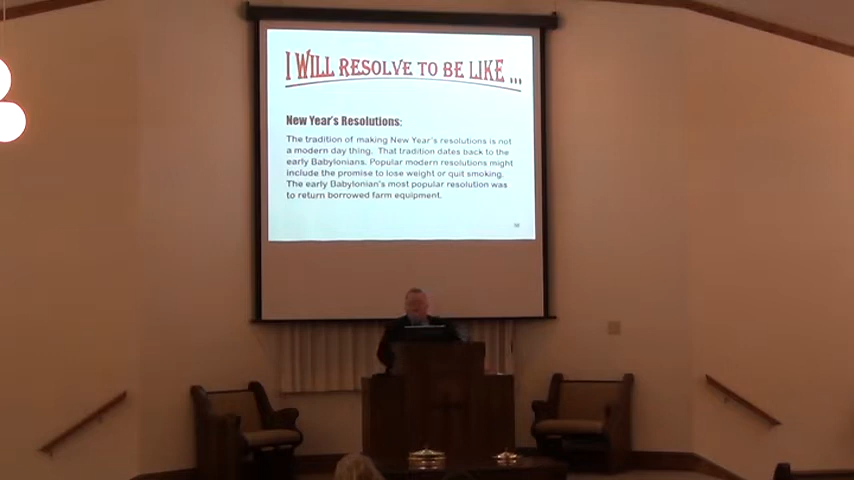 I WILL RESOLVE TO BE LIKE ...
New Year's Resolutions:
The tradition of making New Year's resolutions is not
a modern day thing. That tradition dates back to the
early Babylonians. Popular modern resolutions might
include the promise to lose weight or quit smoking.
The early Babylonian's most popular resolution was
to return borrowed farm equipment.